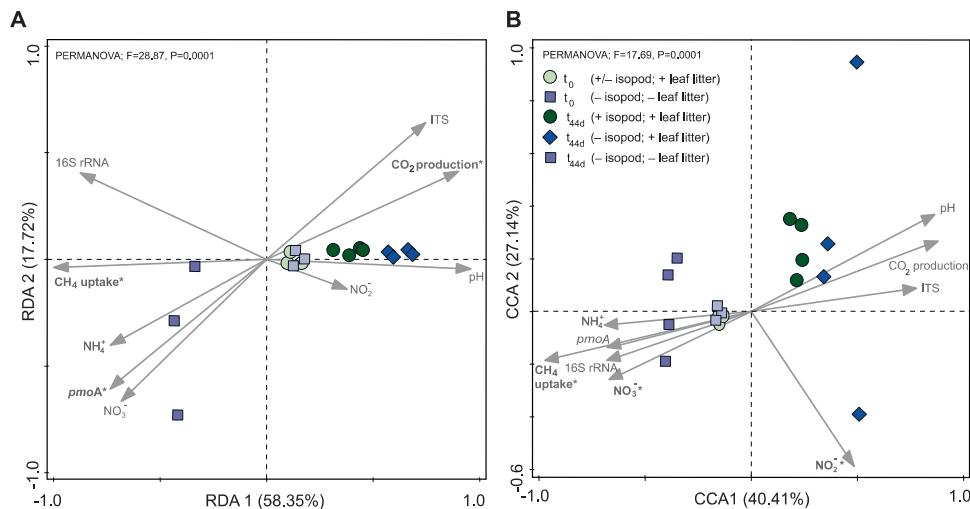 A
PERMANOVA; F=28.87, P=0.0001
1.0
ITS
CO₂ production*
16S rRNA
CH₄ uptake*
pH
NO₂⁻
NH₄⁺
pmoA*
NO₃⁻
RDA 2 (17.72%)
-1.0
-1.0
RDA 1 (58.35%)
1.0
B
PERMANOVA; F=17.69, P=0.0001
1.0
t₀ (+/– isopod; + leaf litter)
t₀ (– isopod; – leaf litter)
t₄₄d (+ isopod; + leaf litter)
t₄₄d (– isopod; + leaf litter)
t₄₄d (– isopod; – leaf litter)
pH
CO₂ production
ITS
NH₄⁺
pmoA
CH₄
uptake*
16S rRNA
NO₃⁻*
NO₂⁻*
CCA 2 (27.14%)
-0.6
-1.0
CCA1 (40.41%)
1.0